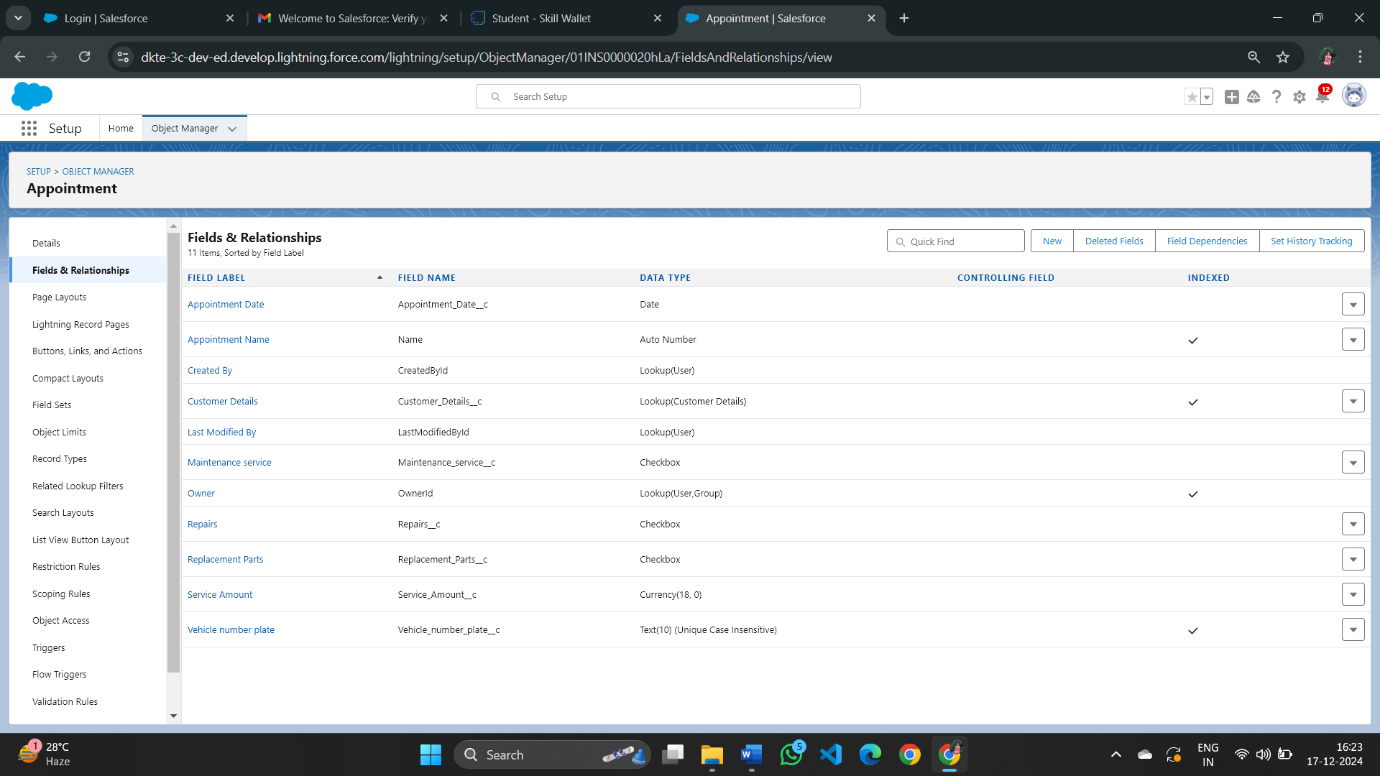 Login | Salesforce
Welcome to Salesforce: Verify y
Student - Skill Wallet
Appointment | Salesforce
dkte-3c-dev-ed.develop.lightning.force.com/lightning/setup/ObjectManager/01INS0000020hLa/FieldsAndRelationships/view
Search Setup
12
Setup
Home
Object Manager
SETUP > OBJECT MANAGER
Appointment
Details
Fields & Relationships
Page Layouts
Lightning Record Pages
Buttons, Links, and Actions
Compact Layouts
Field Sets
Object Limits
Record Types
Related Lookup Filters
Search Layouts
List View Button Layout
Restriction Rules
Scoping Rules
Object Access
Triggers
Flow Triggers
Validation Rules
Fields & Relationships
11 Items, Sorted by Field Label
Quick Find
New
Deleted Fields
Field Dependencies
Set History Tracking
FIELD LABEL FIELD NAME DATA TYPE CONTROLLING FIELD INDEXED
Appointment Date Appointment_Date__c Date
Appointment Name Name Auto Number
Created By CreatedById Lookup(User)
Customer Details Customer_Details__c Lookup(Customer Details)
Last Modified By LastModifiedById Lookup(User)
Maintenance service Maintenance_service__c Checkbox
Owner OwnerId Lookup(User,Group)
Repairs Repairs__c Checkbox
Replacement Parts Replacement_Parts__c Checkbox
Service Amount Service_Amount__c Currency(18, 0)
Vehicle number plate Vehicle_number_plate__c Text(10) (Unique Case Insensitive)
1
28°C
Haze
Search
5
ENG
IN
16:23
17-12-2024